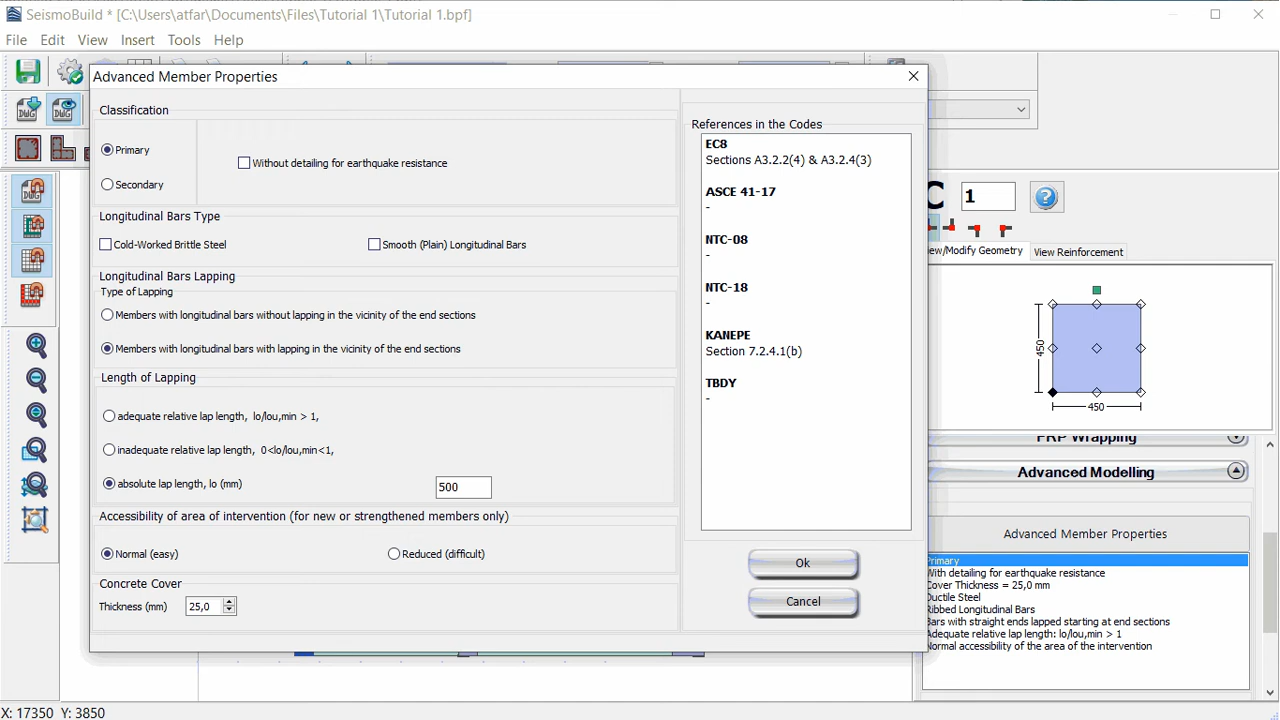 SeismoBuild * [C:\Users\atfar\Documents\Files\Tutorial 1\Tutorial 1.bpf]
File Edit View Insert Tools Help
Advanced Member Properties
Classification
Primary
Without detailing for earthquake resistance
Secondary
Longitudinal Bars Type
Cold-Worked Brittle Steel
Smooth (Plain) Longitudinal Bars
Longitudinal Bars Lapping
Type of Lapping
Members with longitudinal bars without lapping in the vicinity of the end sections
Members with longitudinal bars with lapping in the vicinity of the end sections
Length of Lapping
adequate relative lap length, lo/lou,min > 1,
inadequate relative lap length, 0<lo/lou,min<1,
absolute lap length, lo (mm)
500
Accessibility of area of intervention (for new or strengthened members only)
Normal (easy)
Reduced (difficult)
Concrete Cover
Thickness (mm)
25,0
References in the Codes
EC8
Sections A3.2.2(4) & A3.2.4(3)
ASCE 41-17
-
NTC-08
-
NTC-18
-
KANEPE
Section 7.2.4.1(b)
TBDY
-
Ok
Cancel
DWG
DWG
DWG
C 1
ew/Modify Geometry
View Reinforcement
450
450
FRP Wrapping
Advanced Modelling
Advanced Member Properties
Primary
With detailing for earthquake resistance
Cover Thickness = 25,0 mm
Ductile Steel
Ribbed Longitudinal Bars
Bars with straight ends lapped starting at end sections
Adequate relative lap length: lo/lou,min > 1
Normal accessibility of the area of the intervention
X: 17350 Y: 3850